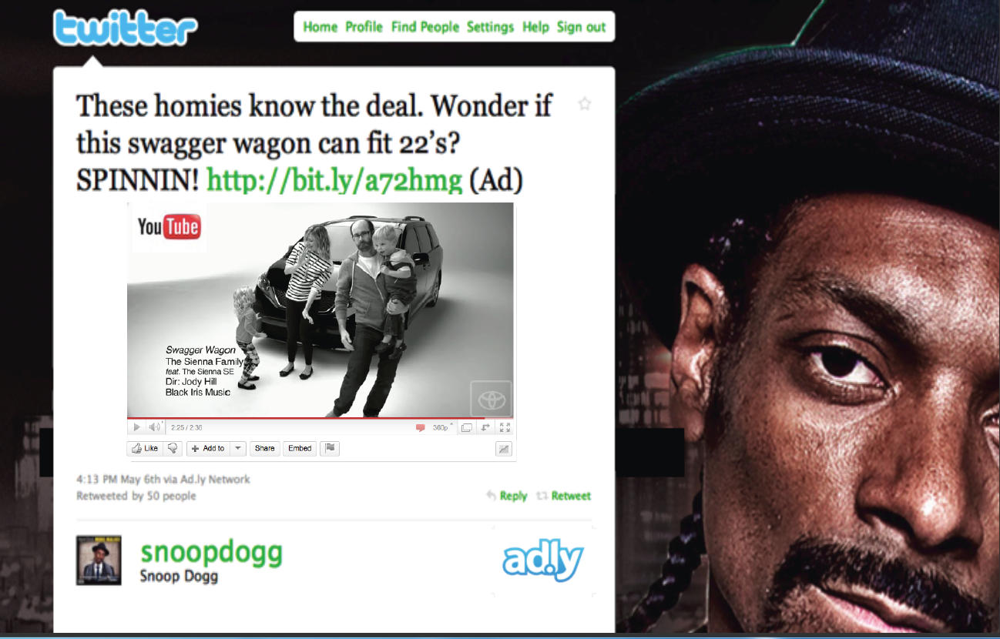 twitter
Home Profile Find People Settings Help Sign out
These homies know the deal. Wonder if
this swagger wagon can fit 22's?
SPINNIN! http://bit.ly/a72hmg (Ad)
YouTube
Swagger Wagon
The Sienna Family
feat. The Sienna SE
Dir: Jody Hill
Black Iris Music
2:25 / 2:36 360p
Like Add to Share Embed
4:13 PM May 6th via Ad.ly Network
Retweeted by 50 people
Reply Retweet
snoopdogg
Snoop Dogg
ad.ly